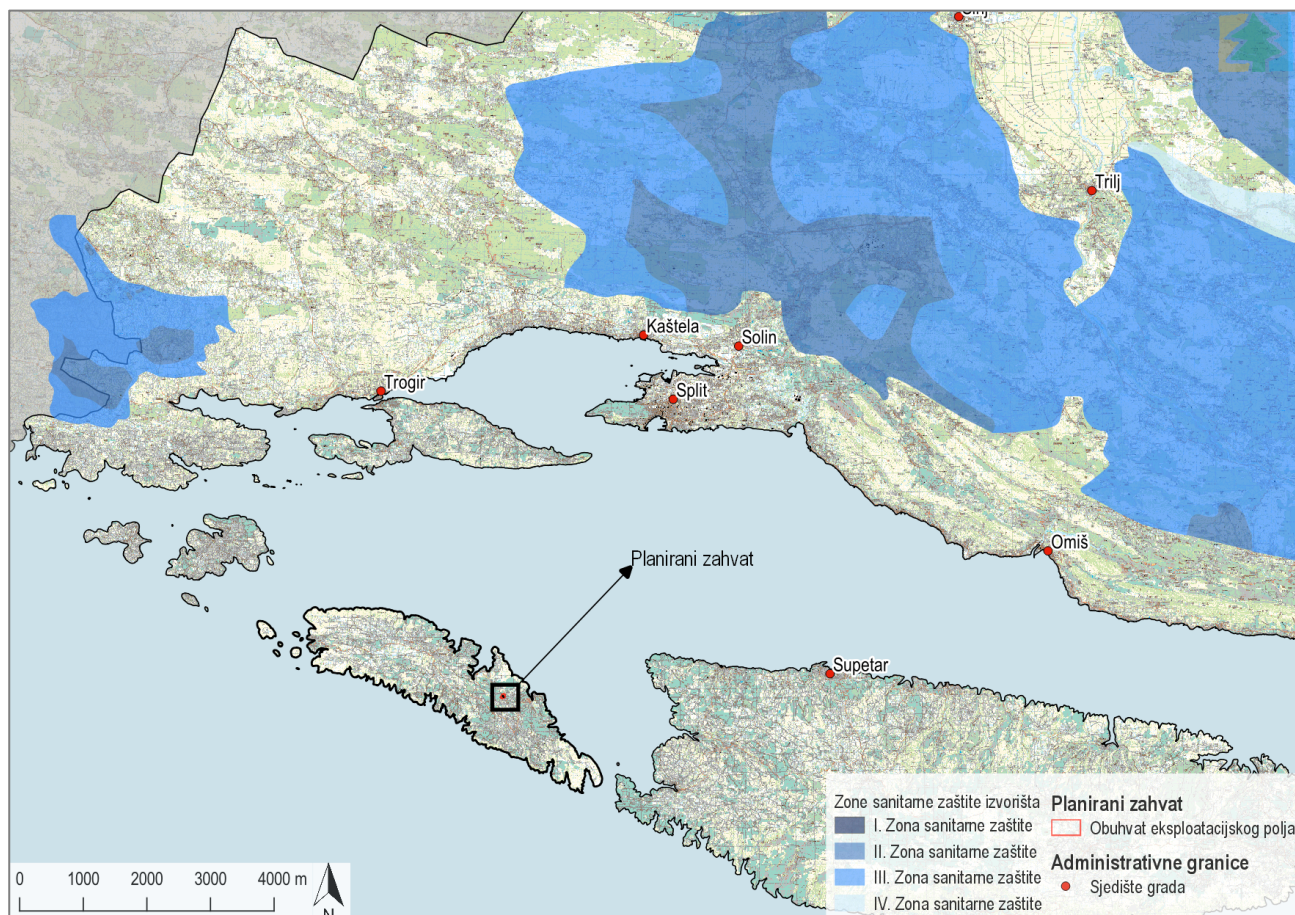 Sinj
Trilj
Kaštela
Solin
Trogir
Split
Omiš
Planirani zahvat
Supetar
Zone sanitarne zaštite izvorišta
I. Zona sanitarne zaštite
II. Zona sanitarne zaštite
III. Zona sanitarne zaštite
IV. Zona sanitarne zaštite
Planirani zahvat
Obuhvat eksploatacijskog polja
Administrativne granice
Sjedište grada
0 1000 2000 3000 4000 m
N